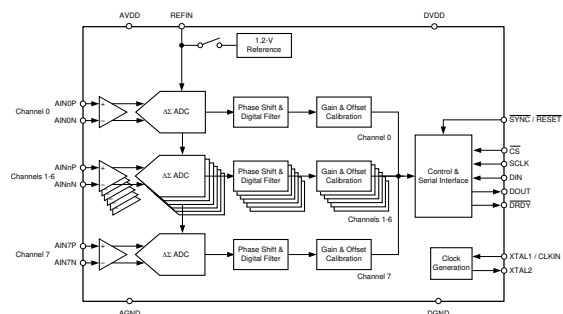 AVDD
REFIN
DVDD
1.2-V
Reference
AIN0P
Channel 0
AIN0N
+
−
ΔΣ ADC
Phase Shift &
Digital Filter
Gain & Offset
Calibration
Channel 0
SYNC / RESET
CS
SCLK
DIN
DOUT
DRDY
Control &
Serial Interface
AINnP
Channels 1-6
AINnN
+
−
ΔΣ ADC
Phase Shift &
Digital Filter
Gain & Offset
Calibration
Channels 1-6
AIN7P
Channel 7
AIN7N
+
−
ΔΣ ADC
Phase Shift &
Digital Filter
Gain & Offset
Calibration
Channel 7
Clock
Generation
XTAL1 / CLKIN
XTAL2
AGND
DGND